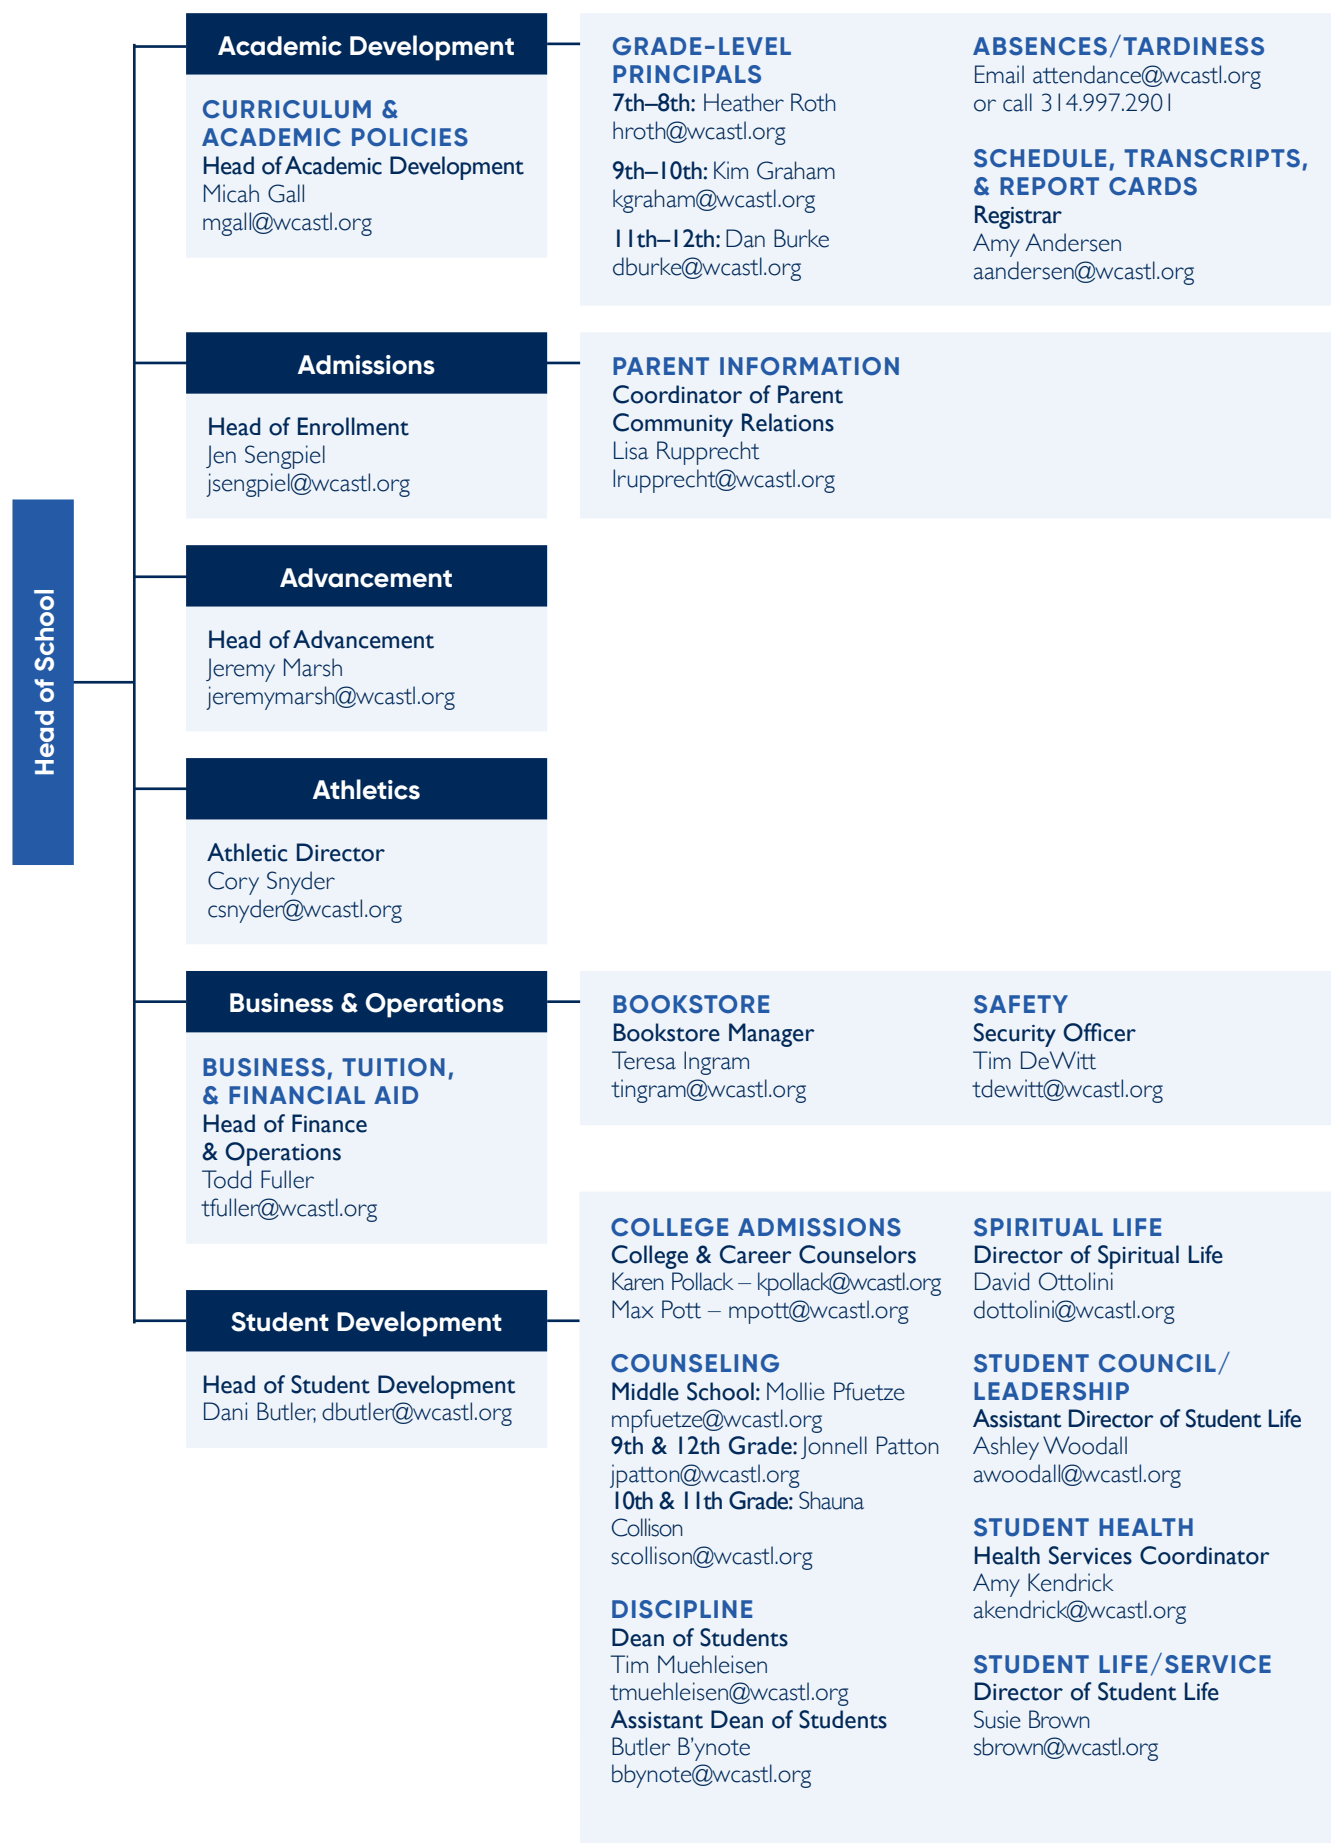 Head of School
Academic Development
CURRICULUM &
ACADEMIC POLICIES
Head of Academic Development
Micah Gall
mgall@wcastl.org
GRADE-LEVEL
PRINCIPALS
7th–8th: Heather Roth
hroth@wcastl.org
9th–10th: Kim Graham
kgraham@wcastl.org
11th–12th: Dan Burke
dburke@wcastl.org
ABSENCES/TARDINESS
Email attendance@wcastl.org
or call 314.997.2901
SCHEDULE, TRANSCRIPTS,
& REPORT CARDS
Registrar
Amy Andersen
aandersen@wcastl.org
Admissions
Head of Enrollment
Jen Sengpiel
jsengpiel@wcastl.org
PARENT INFORMATION
Coordinator of Parent
Community Relations
Lisa Rupprecht
lrupprecht@wcastl.org
Advancement
Head of Advancement
Jeremy Marsh
jeremymarsh@wcastl.org
Athletics
Athletic Director
Cory Snyder
csnyder@wcastl.org
Business & Operations
BUSINESS, TUITION,
& FINANCIAL AID
Head of Finance
& Operations
Todd Fuller
tfuller@wcastl.org
BOOKSTORE
Bookstore Manager
Teresa Ingram
tingram@wcastl.org
SAFETY
Security Officer
Tim DeWitt
tdewitt@wcastl.org
Student Development
Head of Student Development
Dani Butler, dbutler@wcastl.org
COLLEGE ADMISSIONS
College & Career Counselors
Karen Pollack – kpollack@wcastl.org
Max Pott – mpott@wcastl.org
COUNSELING
Middle School: Mollie Pfuetze
mpfuetze@wcastl.org
9th & 12th Grade: Jonnell Patton
jpatton@wcastl.org
10th & 11th Grade: Shauna
Collison
scollison@wcastl.org
DISCIPLINE
Dean of Students
Tim Muehleisen
tmuehleisen@wcastl.org
Assistant Dean of Students
Butler B’ynote
bbynote@wcastl.org
SPIRITUAL LIFE
Director of Spiritual Life
David Ottolini
dottolini@wcastl.org
STUDENT COUNCIL/
LEADERSHIP
Assistant Director of Student Life
Ashley Woodall
awoodall@wcastl.org
STUDENT HEALTH
Health Services Coordinator
Amy Kendrick
akendrick@wcastl.org
STUDENT LIFE/SERVICE
Director of Student Life
Susie Brown
sbrown@wcastl.org